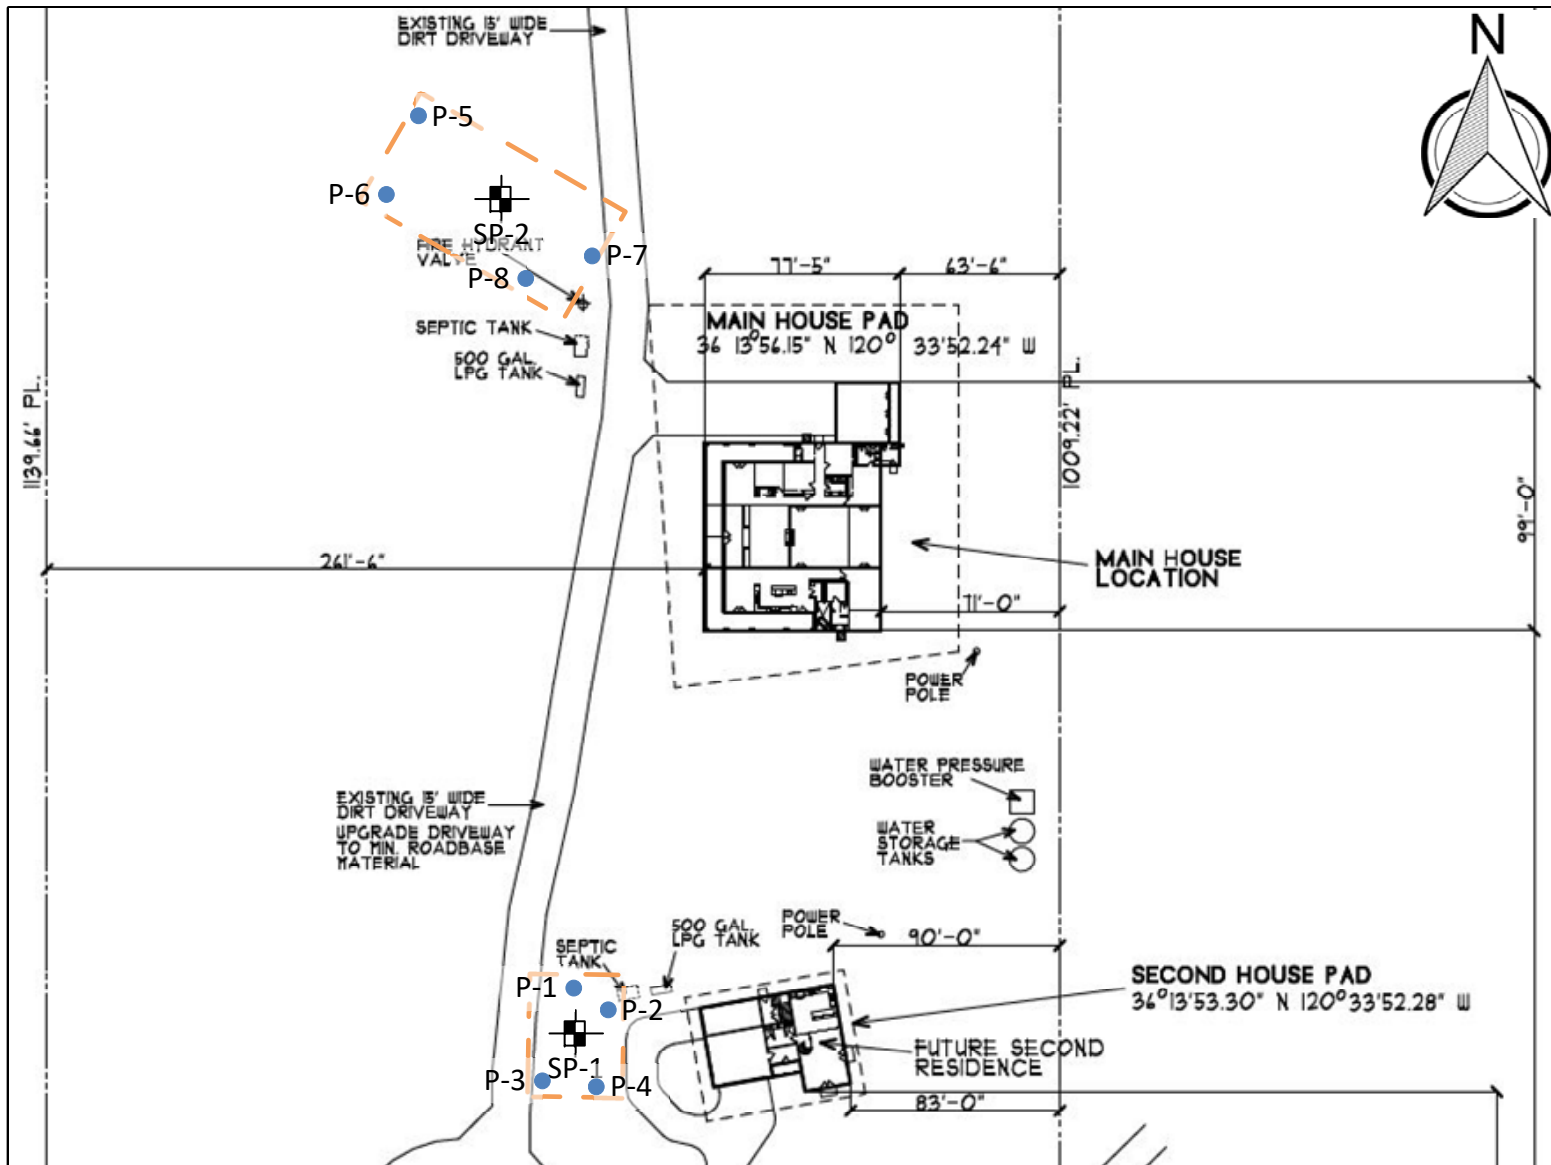 EXISTING 15' WIDE
DIRT DRIVEWAY
N
P-5
P-6
SP-2
FIRE HYDRANT
VALVE
P-7
P-8
77'-5"
63'-6"
SEPTIC TANK
500 GAL.
LPG TANK
MAIN HOUSE PAD
36 13°56.15" N 120° 33'52.24" W
1139.66' PL.
1009.22' PL.
99'-0"
261'-6"
MAIN HOUSE
LOCATION
71'-0"
POWER
POLE
WATER PRESSURE
BOOSTER
EXISTING 15' WIDE
DIRT DRIVEWAY
UPGRADE DRIVEWAY
TO MIN. ROADBASE
MATERIAL
WATER
STORAGE
TANKS
500 GAL.
LPG TANK
POWER
POLE
90'-0"
SEPTIC
TANK
P-1
P-2
SP-1
P-3
P-4
SECOND HOUSE PAD
36°13'53.30" N 120°33'52.28" W
FUTURE SECOND
RESIDENCE
83'-0"